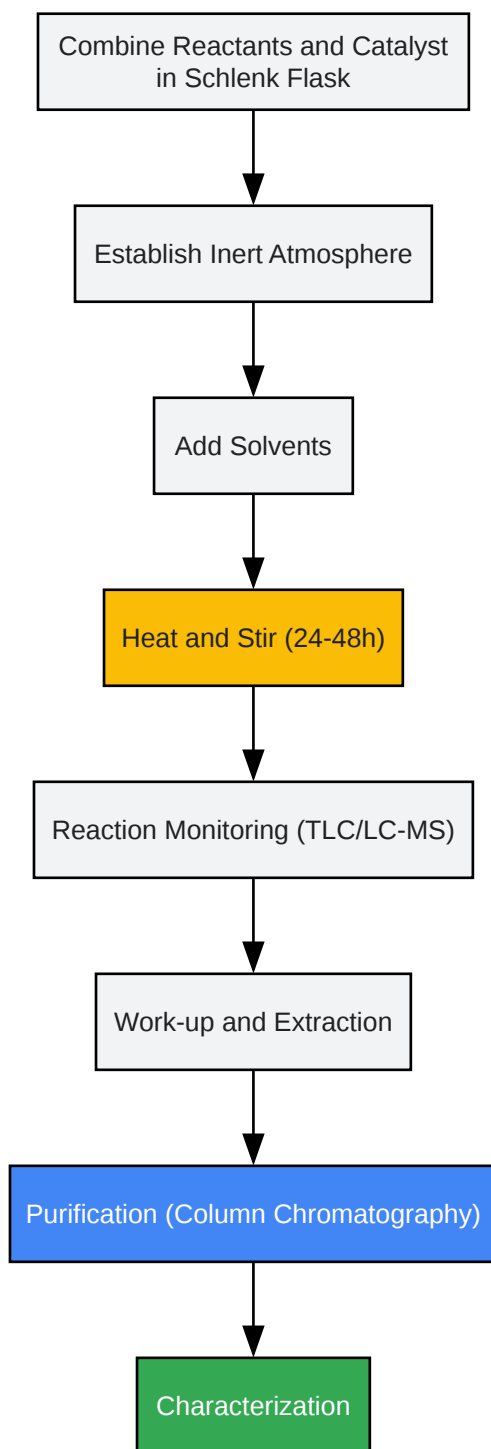 Combine Reactants and Catalyst
in Schlenk Flask
Establish Inert Atmosphere
Add Solvents
Heat and Stir (24-48h)
Reaction Monitoring (TLC/LC-MS)
Work-up and Extraction
Purification (Column Chromatography)
Characterization